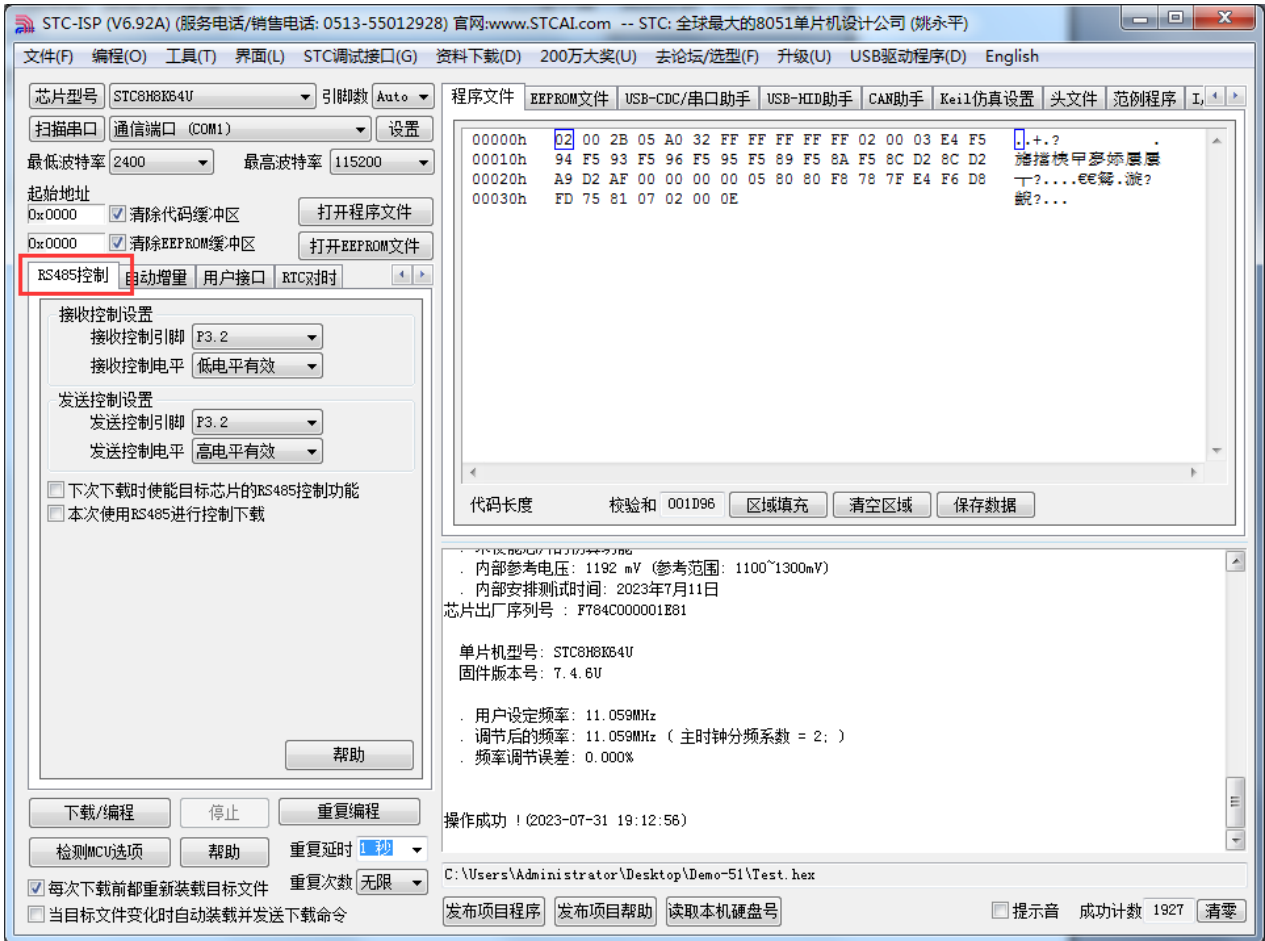 STC-ISP (V6.92A) (服务电话/销售电话: 0513-55012928) 官网:www.STCAI.com -- STC: 全球最大的8051单片机设计公司 (姚永平)
文件(F) 编程(O) 工具(T) 界面(L) STC调试接口(G) 资料下载(D) 200万大奖(U) 去论坛/选型(F) 升级(U) USB驱动程序(D) English
芯片型号 STC8H8K64U 引脚数 Auto
扫描串口 通信端口 (COM1) 设置
最低波特率 2400 最高波特率 115200
起始地址
0x0000 清除代码缓冲区 打开程序文件
0x0000 清除EEPROM缓冲区 打开EEPROM文件
RS485控制 自动增量 用户接口 RTC对时
接收控制设置
接收控制引脚 P3.2
接收控制电平 低电平有效
发送控制设置
发送控制引脚 P3.2
发送控制电平 高电平有效
下次下载时使能目标芯片的RS485控制功能
本次使用RS485进行控制下载
帮助
下载/编程 停止 重复编程
检测MCU选项 帮助 重复延时 1 秒
每次下载前都重新装载目标文件 重复次数 无限
当目标文件变化时自动装载并发送下载命令
程序文件 EEPROM文件 USB-CDC/串口助手 USB-HID助手 CAN助手 Keil仿真设置 头文件 范例程序 I,
00000h 02 00 2B 05 A0 32 FF FF FF FF FF 02 00 03 E4 F5 ..+.? .
00010h 94 F5 93 F5 96 F5 95 F5 89 F5 8A F5 8C D2 8C D2
00020h A9 D2 AF 00 00 00 00 05 80 80 F8 78 7F E4 F6 D8
00030h FD 75 81 07 02 00 0E
代码长度 校验和 001D96 区域填充 清空区域 保存数据
. 未使能芯片的仿真功能
. 内部参考电压: 1192 mV (参考范围: 1100~1300mV)
. 内部安排测试时间: 2023年7月11日
芯片出厂序列号 : F784C000001E81
单片机型号: STC8H8K64U
固件版本号: 7.4.6U
. 用户设定频率: 11.059MHz
. 调节后的频率: 11.059MHz ( 主时钟分频系数 = 2; )
. 频率调节误差: 0.000%
操作成功 !(2023-07-31 19:12:56)
C:\Users\Administrator\Desktop\Demo-51\Test.hex
发布项目程序 发布项目帮助 读取本机硬盘号 提示音 成功计数 1927 清零